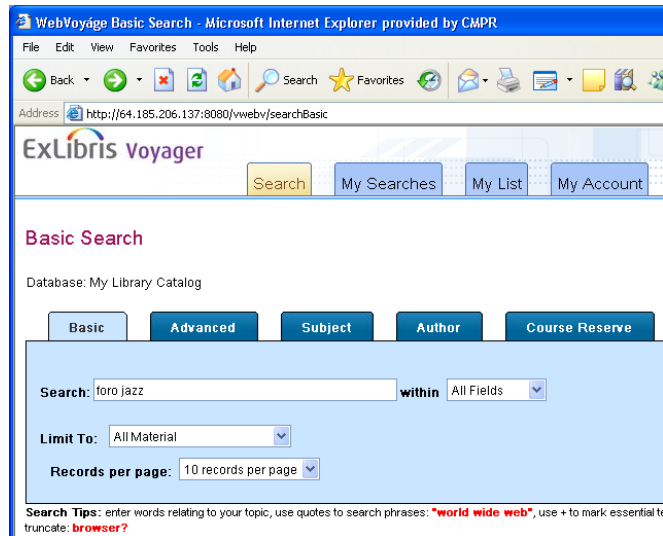 WebVoyáge Basic Search - Microsoft Internet Explorer provided by CMPR
File Edit View Favorites Tools Help
Back Search Favorites
Address http://64.185.206.137:8080/vwebv/searchBasic
ExLibris Voyager
Search My Searches My List My Account
Basic Search
Database: My Library Catalog
Basic Advanced Subject Author Course Reserve
Search: foro jazz within All Fields
Limit To: All Material
Records per page: 10 records per page
Search Tips: enter words relating to your topic, use quotes to search phrases: "world wide web", use + to mark essential
truncate: browser?